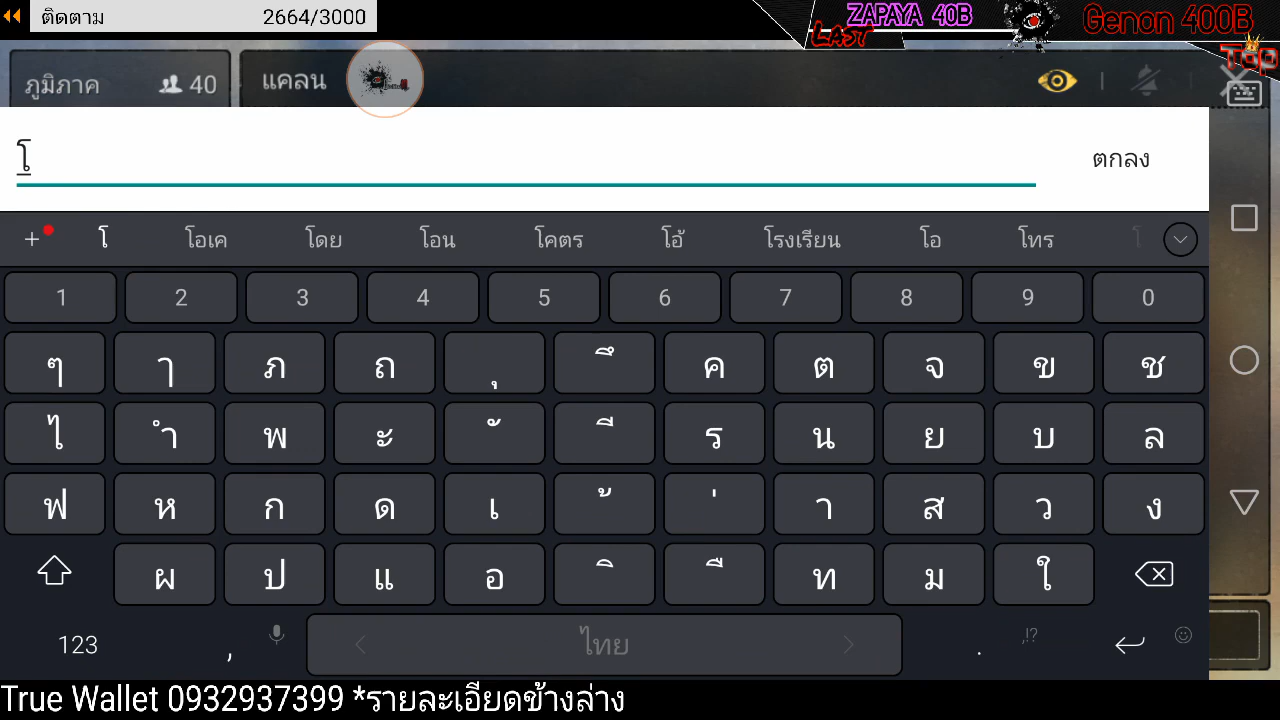 ติดตาม 2664/3000
ZAPAYA 40B
Last
Genon 400B
Top
ภูมิภาค 40 แคลน
โ ตกลง
+ โ โอเค โดย โอน โคตร โอ้ โรงเรียน โอ โทร
1 2 3 4 5 6 7 8 9 0
ๆ ๅ ภ ถ ุ ึ ค ต จ ข ช
ไ ำ พ ะ ั ี ร น ย บ ล
ฟ ห ก ด เ ้ ่ า ส ว ง
ผ ป แ อ ิ ื ท ม ใ
123 , ไทย . ,!?
True Wallet 0932937399 *รายละเอียดข้างล่าง